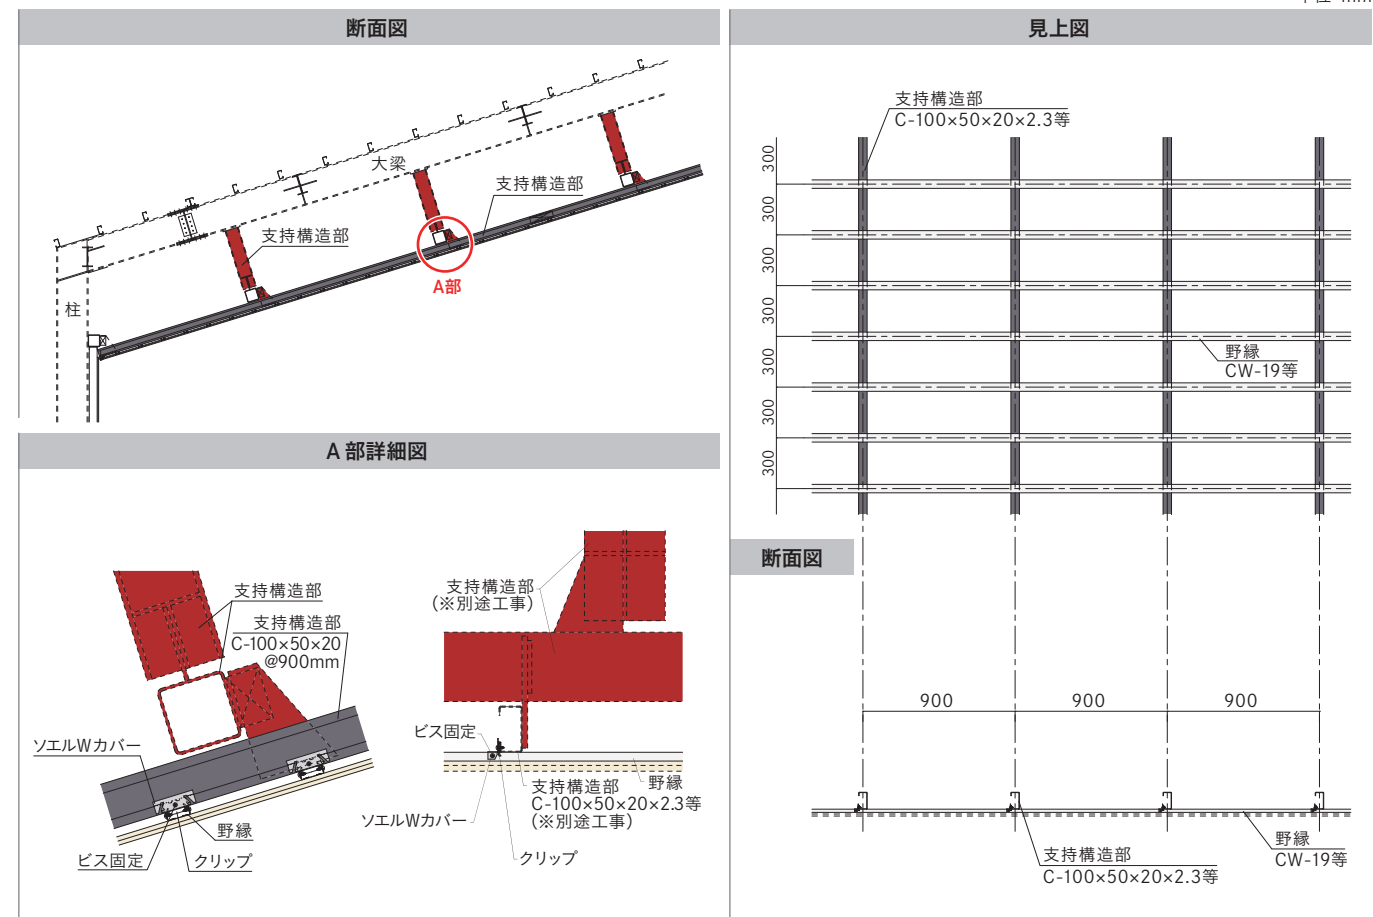 断面図
大梁
支持構造部
支持構造部
A部
柱
A 部詳細図
支持構造部
支持構造部
C-100×50×20
@900mm
ソエルWカバー
野縁
ビス固定
クリップ
支持構造部
(※別途工事)
ビス固定
野縁
支持構造部
C-100×50×20×2.3等
(※別途工事)
ソエルWカバー
クリップ
見上図
支持構造部
C-100×50×20×2.3等
300
300
300
300
300
300
300
野縁
CW-19等
断面図
900
900
900
野縁
CW-19等
支持構造部
C-100×50×20×2.3等